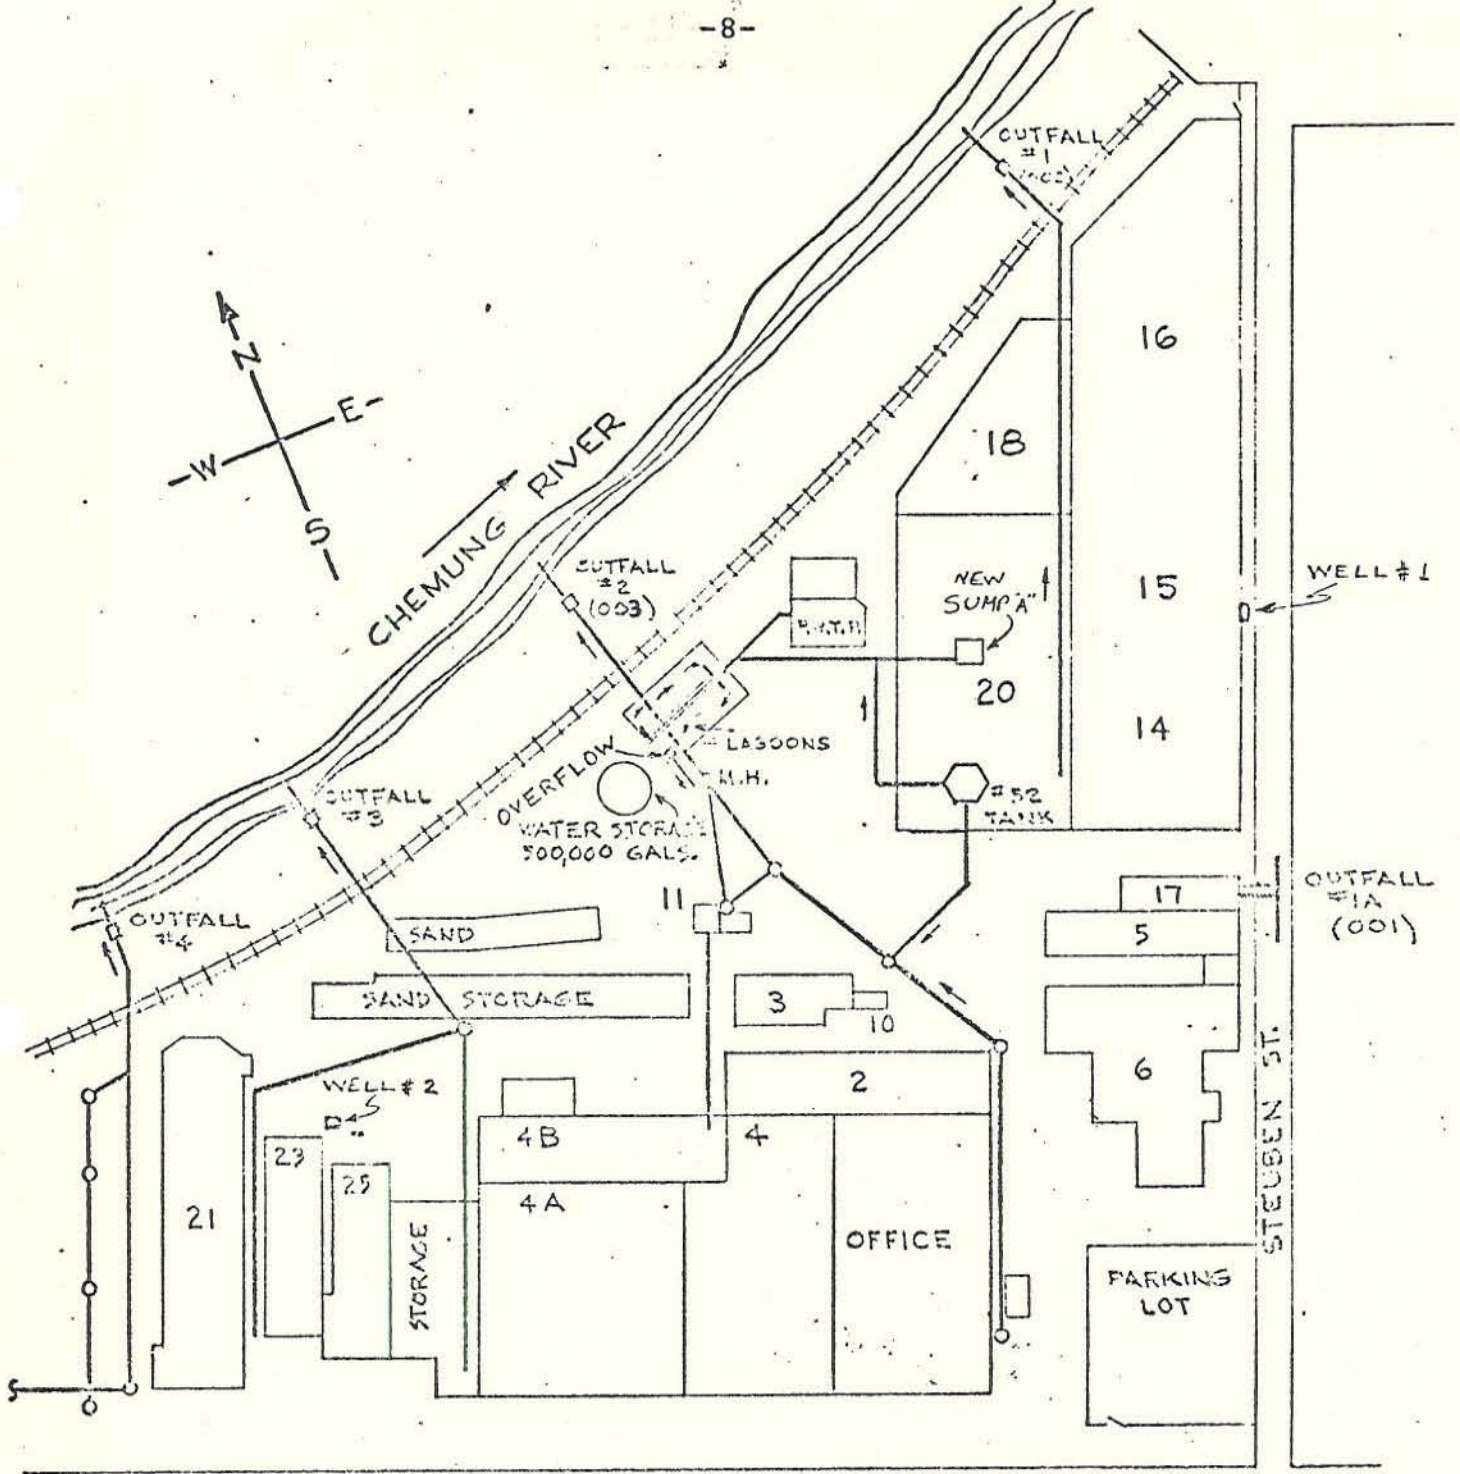 -8-
OUTFALL
#1
N
E-
-W
S
CHEMUNG RIVER
16
18
OUTFALL
#2
(003)
NEW
SUMP "A"
15
WELL #1
20
14
LAGOONS
M.H.
OVERFLOW
WATER STORAGE
500,000 GALS.
#52
TANK
OUTFALL
#3
OUTFALL
#4
11
17
OUTFALL
#1A
(001)
SAND
5
SAND STORAGE
3
10
6
2
WELL #2
4B
4
23
25
4A
21
STORAGE
OFFICE
STEUBEN ST.
PARKING
LOT